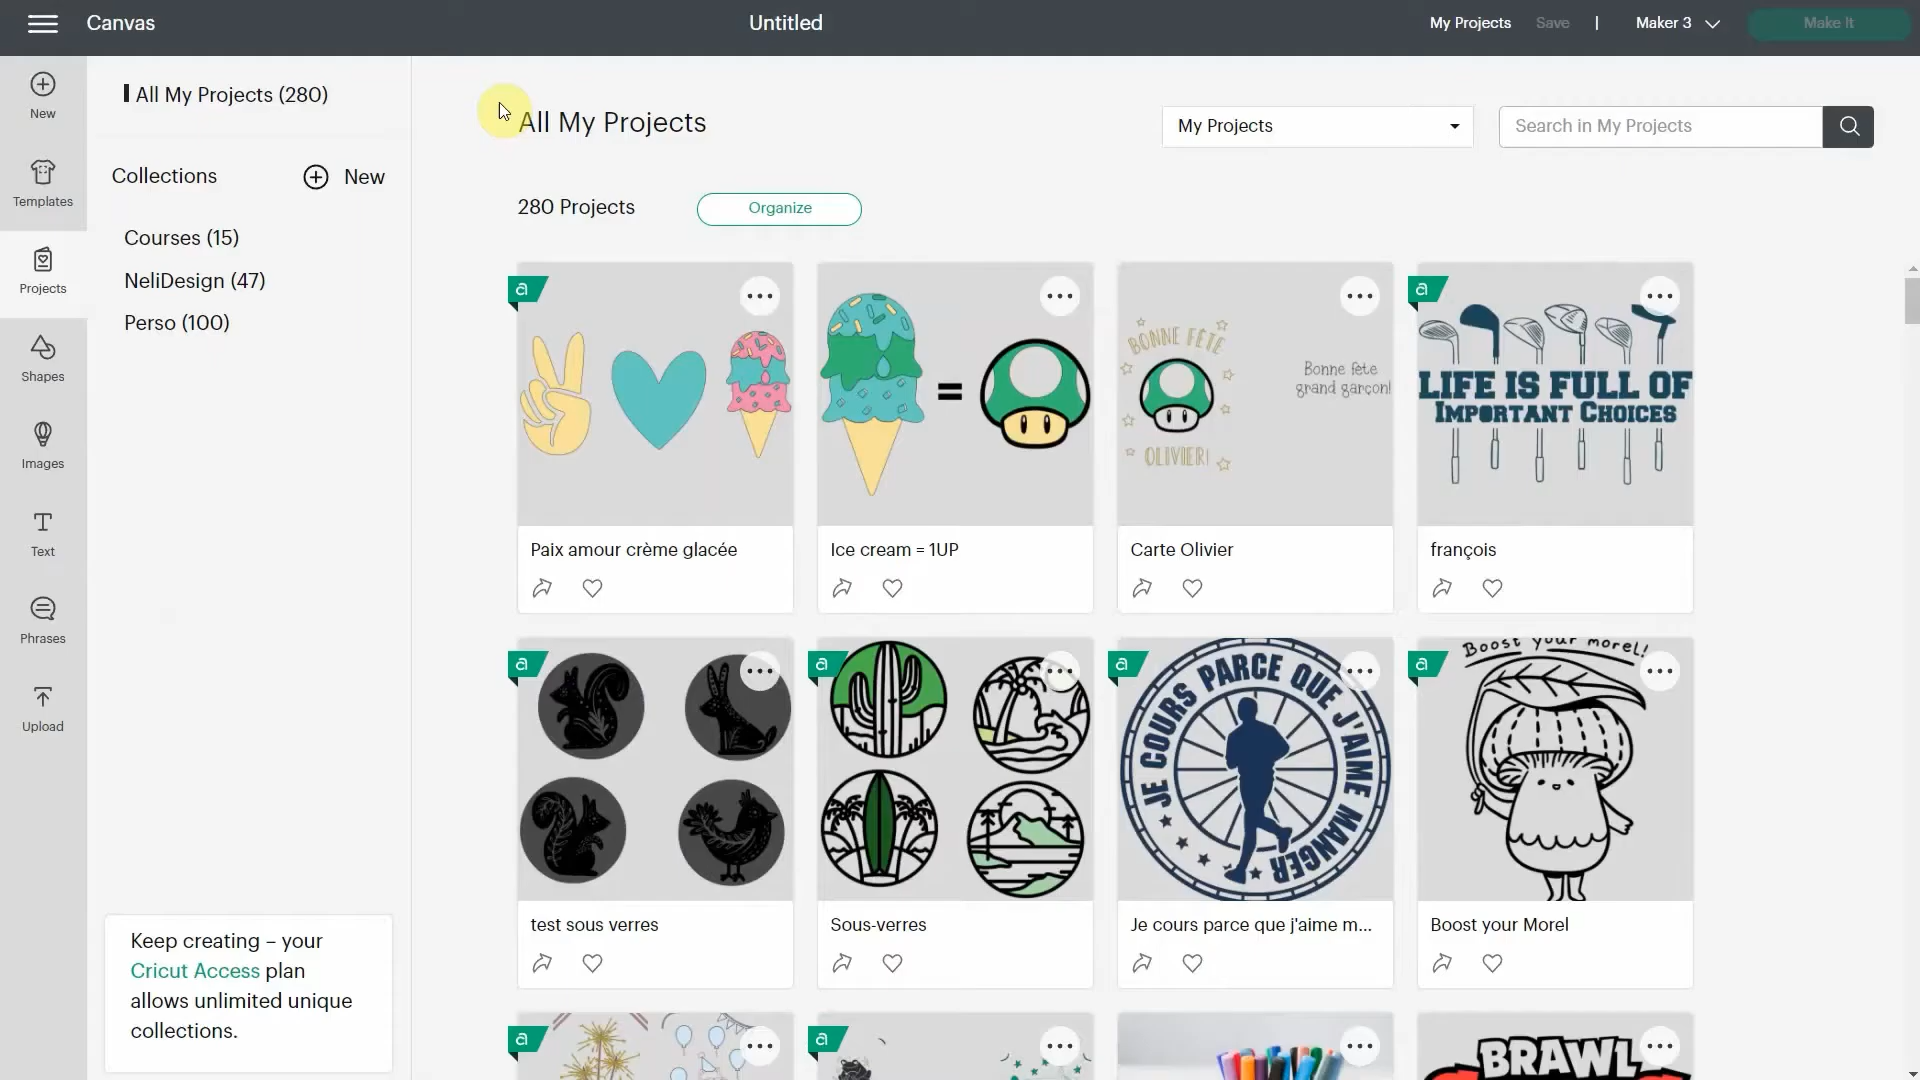 Canvas
Untitled
My Projects
Save
|
Maker 3
Make It
New
Templates
Projects
Shapes
Images
Text
Phrases
Upload
All My Projects (280)
Collections
New
Courses (15)
NeliDesign (47)
Perso (100)
Keep creating – your
Cricut Access plan
allows unlimited unique
collections.
All My Projects
My Projects
Search in My Projects
280 Projects
Organize
a
BONNE FÊTE
OLIVIER!
Bonne fête
grand garçon!
a
LIFE IS FULL OF
IMPORTANT CHOICES
Paix amour crème glacée
Ice cream = 1UP
Carte Olivier
françois
a
a
a
JE COURS PARCE QUE J'AIME MANGER
a
Boost your morel!
test sous verres
Sous-verres
Je cours parce que j'aime m...
Boost your Morel
a
a
BRAWL